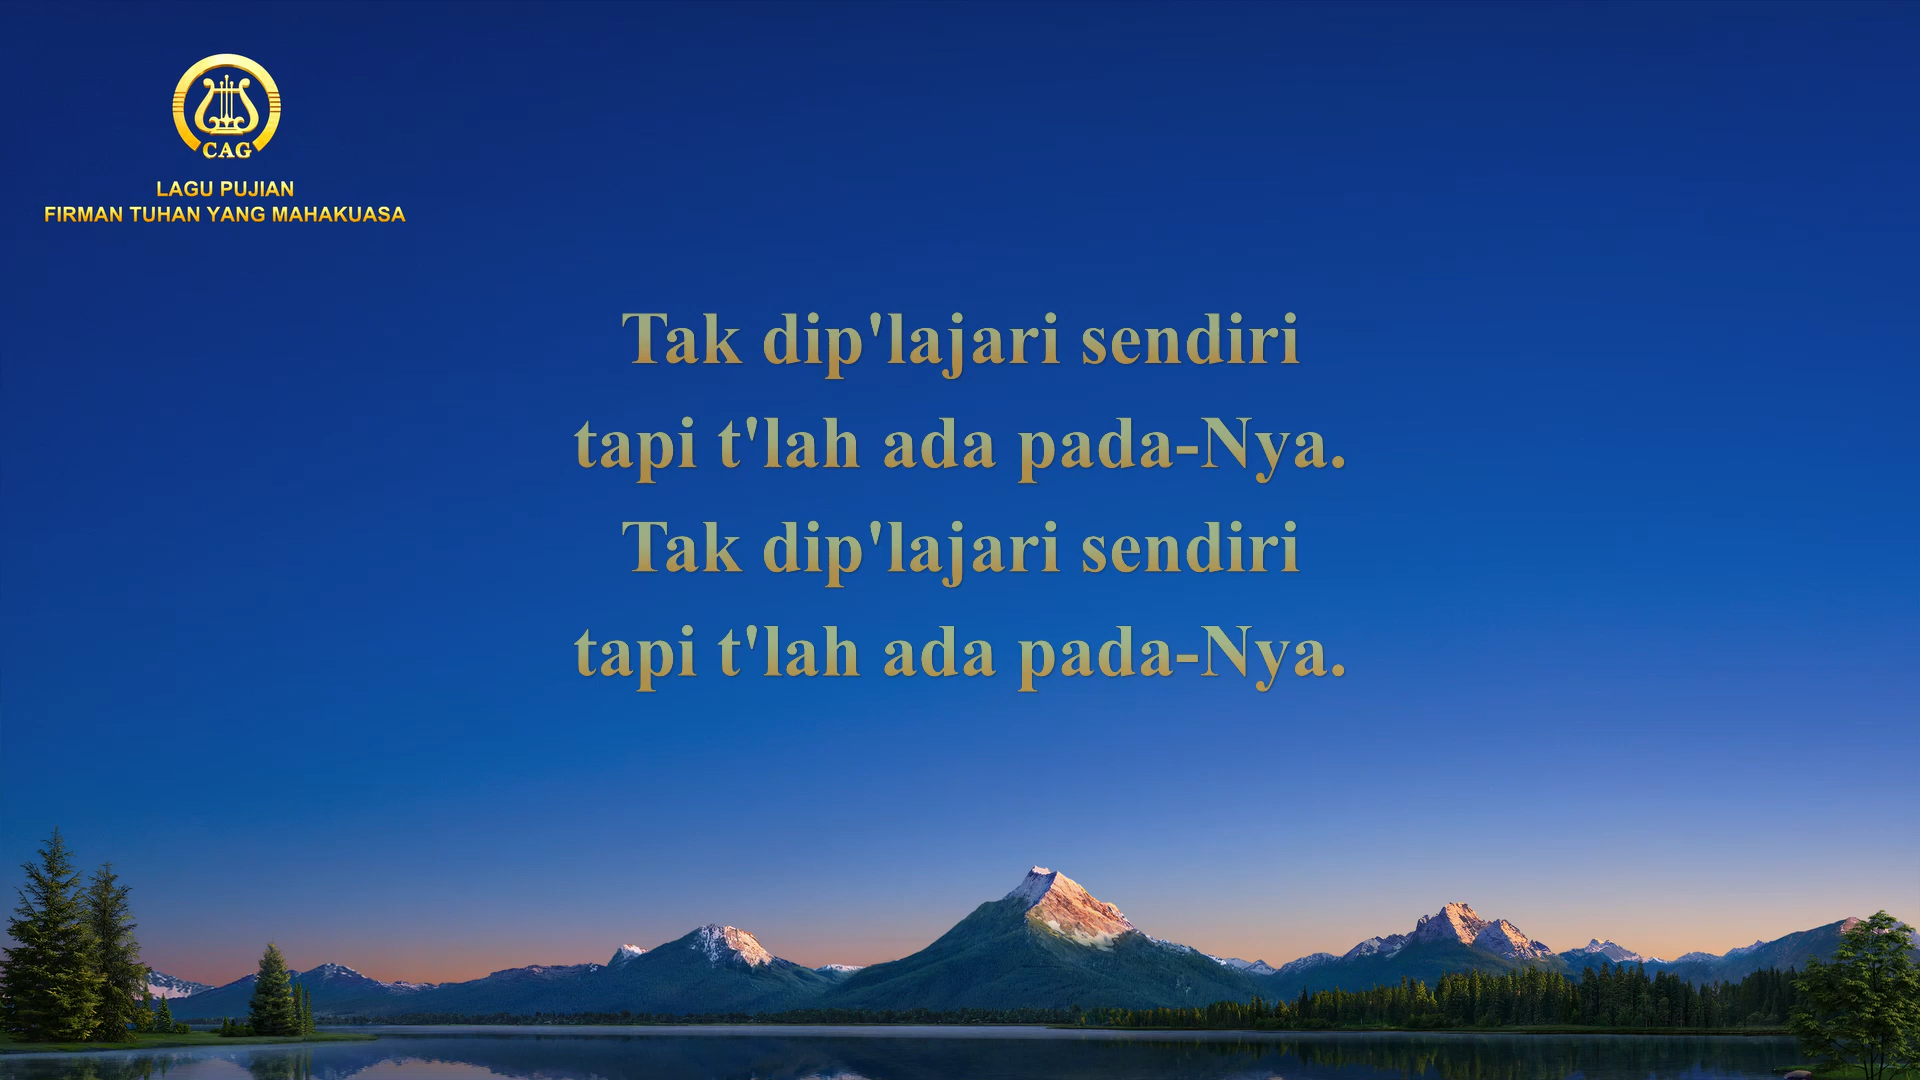 CAG
LAGU PUJIAN
FIRMAN TUHAN YANG MAHAKUASA
Tak dip'lajari sendiri
tapi t'lah ada pada-Nya.
Tak dip'lajari sendiri
tapi t'lah ada pada-Nya.